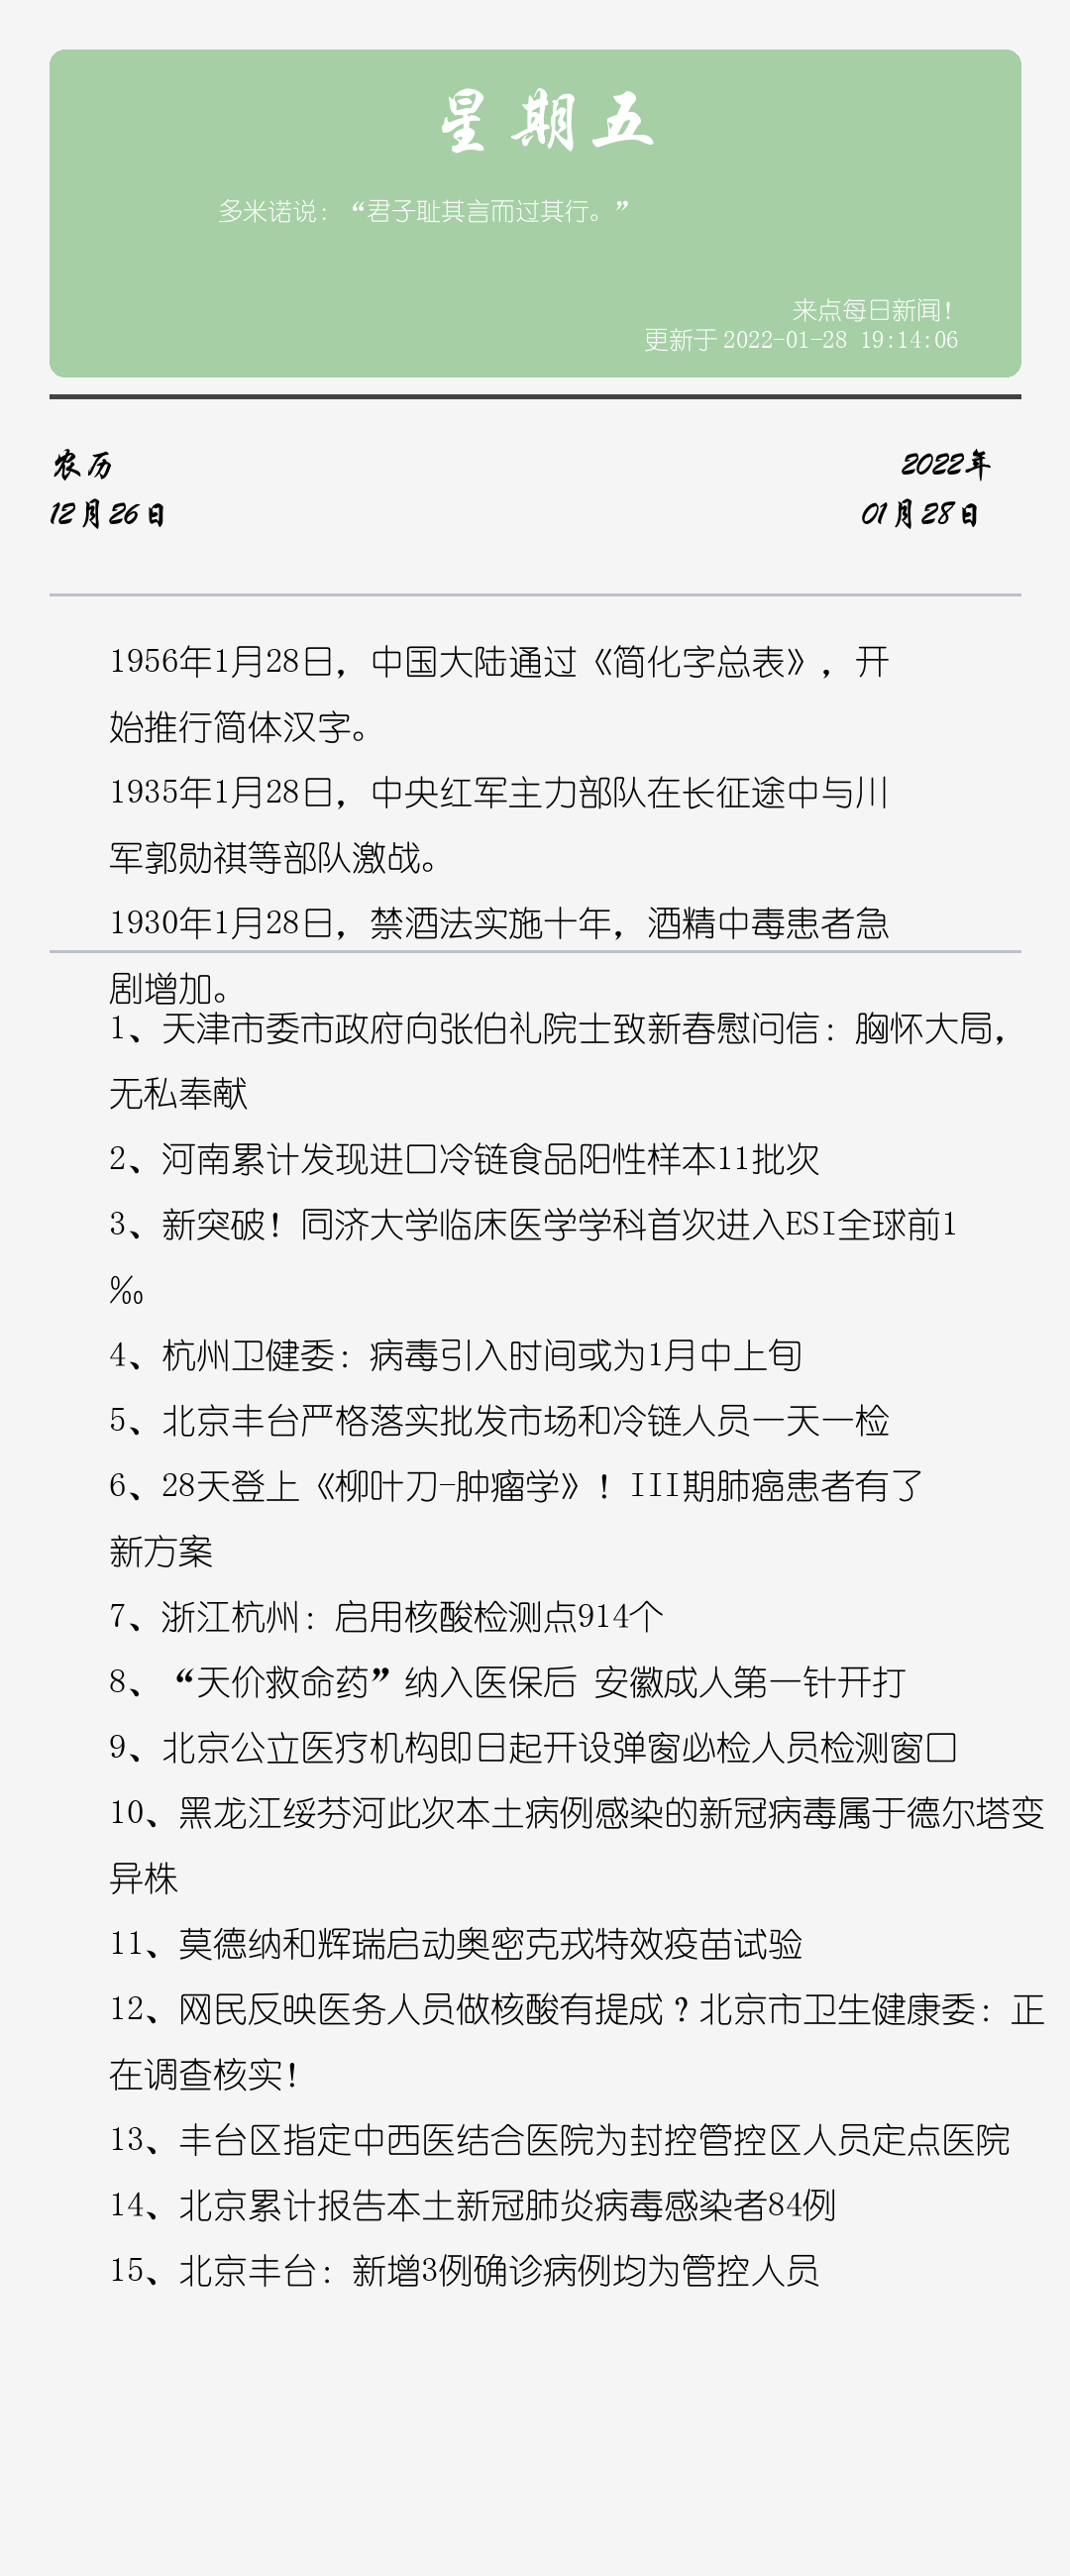 星期五
多米诺说：“君子耻其言而过其行。”
来点每日新闻！
更新于 2022-01-28 19:14:06
农历
2022年
12月26日
01月28日
1956年1月28日，中国大陆通过《简化字总表》，开
始推行简体汉字。
1935年1月28日，中央红军主力部队在长征途中与川
军郭勋祺等部队激战。
1930年1月28日，禁酒法实施十年，酒精中毒患者急
剧增加。
1、天津市委市政府向张伯礼院士致新春慰问信：胸怀大局，
无私奉献
2、河南累计发现进口冷链食品阳性样本11批次
3、新突破！同济大学临床医学学科首次进入ESI全球前1
‰
4、杭州卫健委：病毒引入时间或为1月中上旬
5、北京丰台严格落实批发市场和冷链人员一天一检
6、28天登上《柳叶刀-肿瘤学》！III期肺癌患者有了
新方案
7、浙江杭州：启用核酸检测点914个
8、“天价救命药”纳入医保后 安徽成人第一针开打
9、北京公立医疗机构即日起开设弹窗必检人员检测窗口
10、黑龙江绥芬河此次本土病例感染的新冠病毒属于德尔塔变
异株
11、莫德纳和辉瑞启动奥密克戎特效疫苗试验
12、网民反映医务人员做核酸有提成？北京市卫生健康委：正
在调查核实！
13、丰台区指定中西医结合医院为封控管控区人员定点医院
14、北京累计报告本土新冠肺炎病毒感染者84例
15、北京丰台：新增3例确诊病例均为管控人员